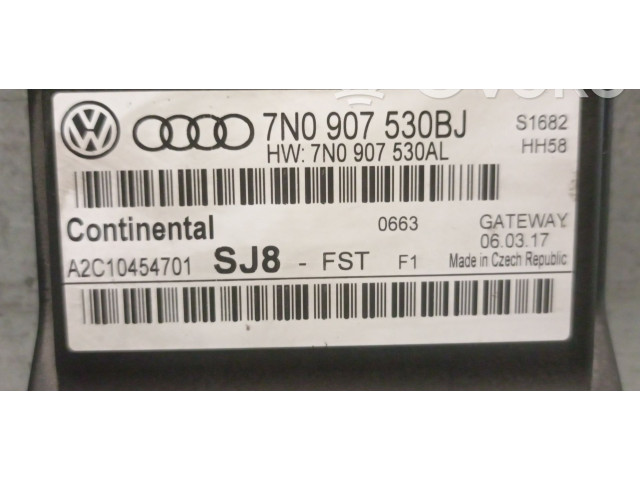 7N0 907 530BJ S1682
HW: 7N0 907 530AL HH58
Continental 0663 GATEWAY
A2C10454701 SJ8 - FST F1 06.03.17
Made in Czech Republic